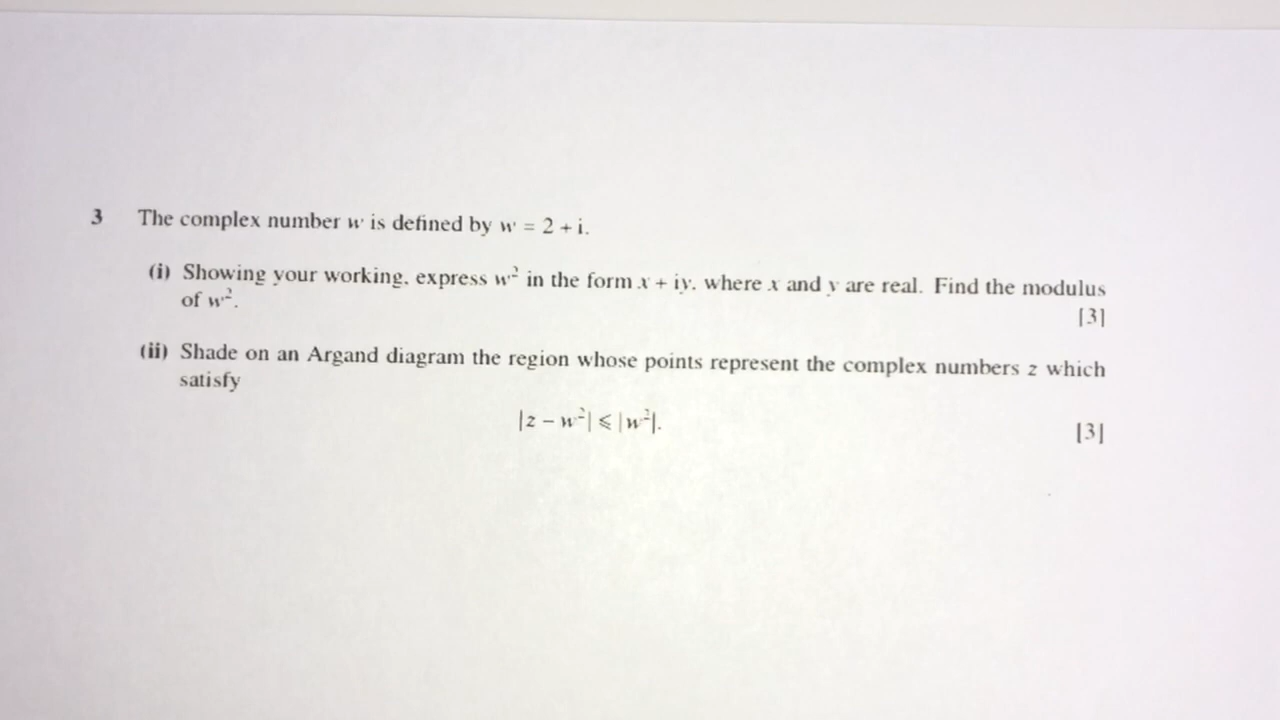 3 The complex number w is defined by w = 2 + i.
(i) Showing your working, express w² in the form x + iy, where x and y are real. Find the modulus
of w².
[3]
(ii) Shade on an Argand diagram the region whose points represent the complex numbers z which
satisfy
|z − w²| ⩽ |w²|.
[3]